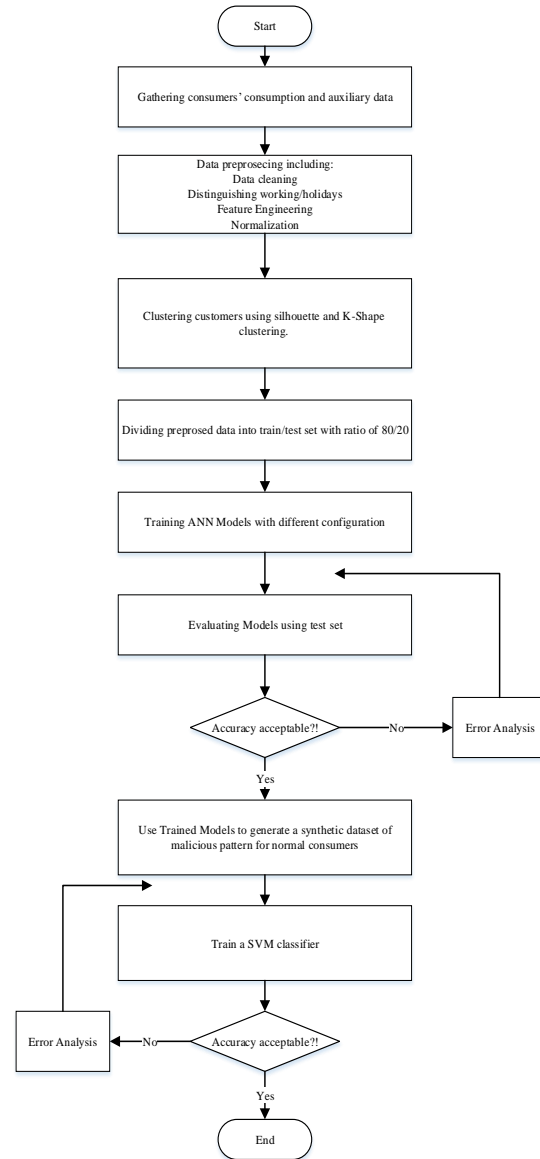 Start
Gathering consumers’ consumption and auxiliary data
Data preprosecing including:
Data cleaning
Distinguishing working/holidays
Feature Engineering
Normalization
Clustering customers using silhouette and K-Shape
clustering.
Dividing preprosed data into train/test set with ratio of 80/20
Training ANN Models with different configuration
Evaluating Models using test set
Accuracy acceptable?!
No
Error Analysis
Yes
Use Trained Models to generate a synthetic dataset of
malicious pattern for normal consumers
Train a SVM classifier
Error Analysis
No
Accuracy acceptable?!
Yes
End